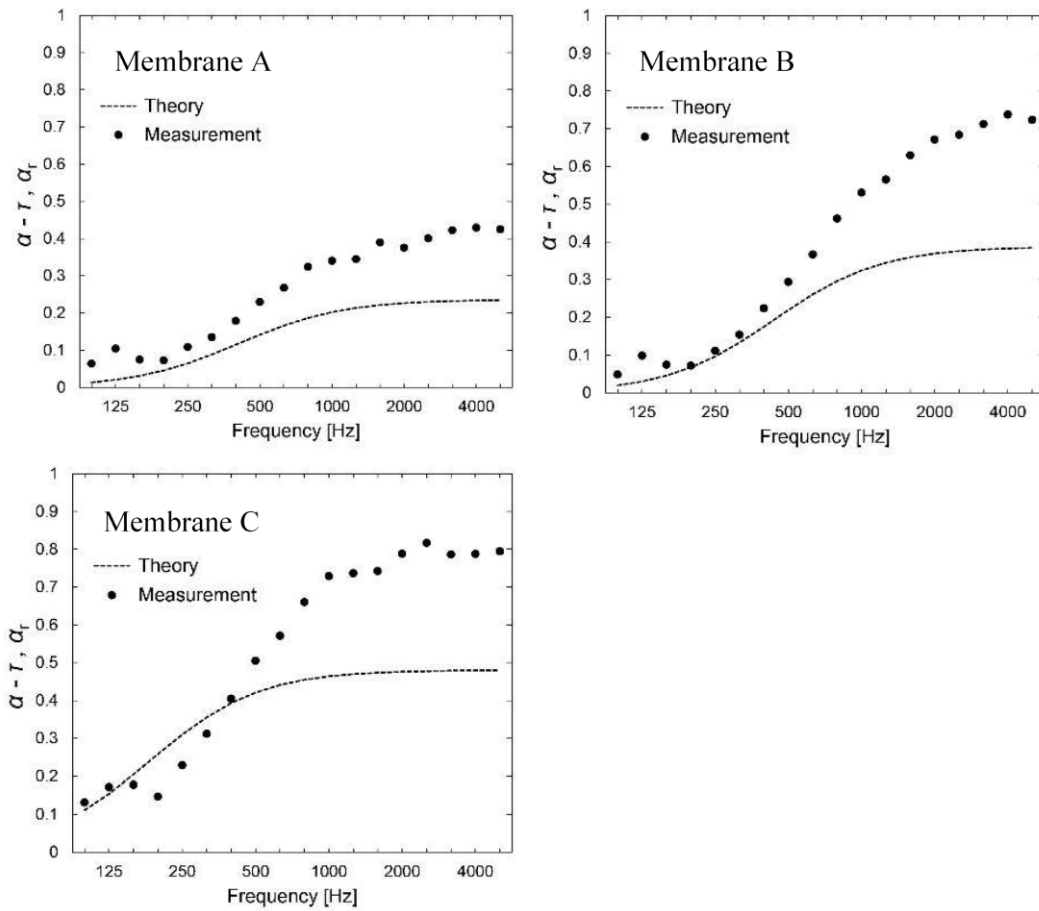 Membrane A
Theory
Measurement
α - τ , αr
1
0.9
0.8
0.7
0.6
0.5
0.4
0.3
0.2
0.1
0
125 250 500 1000 2000 4000
Frequency [Hz]
Membrane B
Theory
Measurement
α - τ , αr
1
0.9
0.8
0.7
0.6
0.5
0.4
0.3
0.2
0.1
0
125 250 500 1000 2000 4000
Frequency [Hz]
Membrane C
Theory
Measurement
α - τ , αr
1
0.9
0.8
0.7
0.6
0.5
0.4
0.3
0.2
0.1
0
125 250 500 1000 2000 4000
Frequency [Hz]